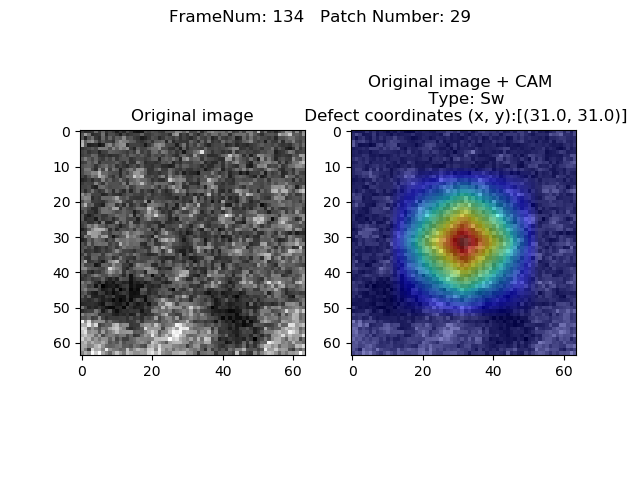 FrameNum: 134   Patch Number: 29
Original image
0
10
20
30
40
50
60
0 20 40 60
Original image + CAM
Type: Sw
Defect coordinates (x, y):[(31.0, 31.0)]
0
10
20
30
40
50
60
0 20 40 60